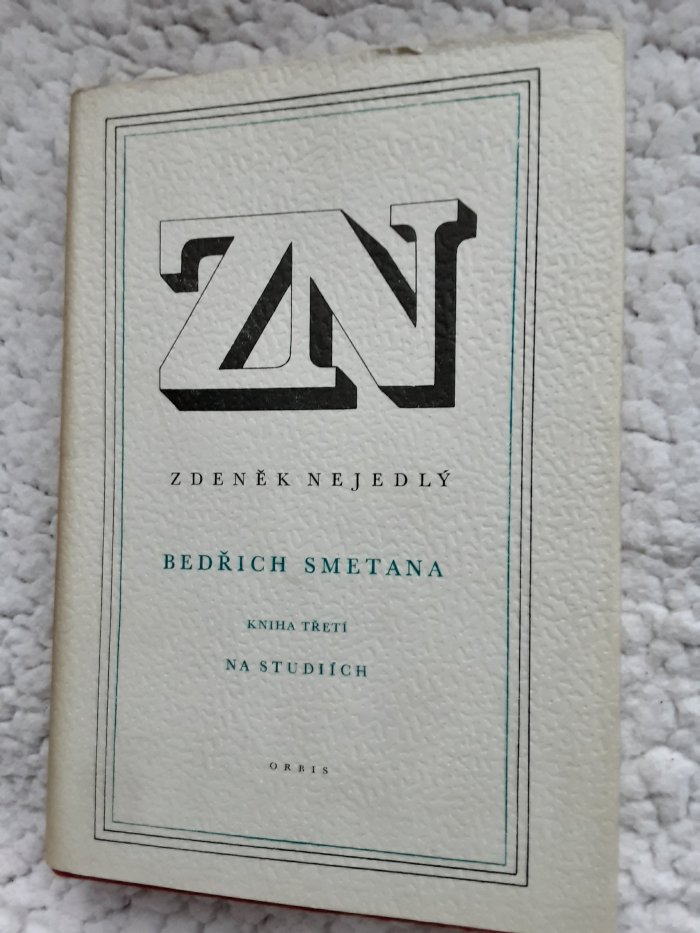 ZN
ZDENĚK NEJEDLÝ
BEDŘICH SMETANA
KNIHA TŘETÍ
NA STUDIÍCH
ORBIS